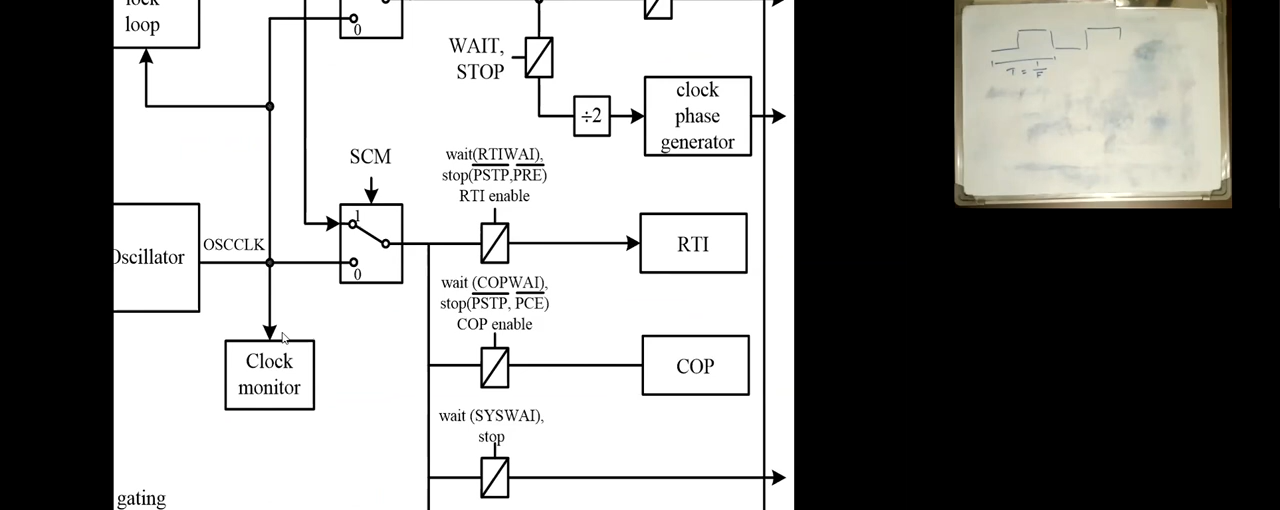 lock
loop
0
WAIT,
STOP
÷2
clock
phase
generator
SCM
wait(RTIWAI),
stop(PSTP,PRE)
RTI enable
1
Oscillator
OSCCLK
0
RTI
wait (COPWAI),
stop(PSTP, PCE)
COP enable
Clock
monitor
COP
wait (SYSWAI),
stop
gating
T = 1/F